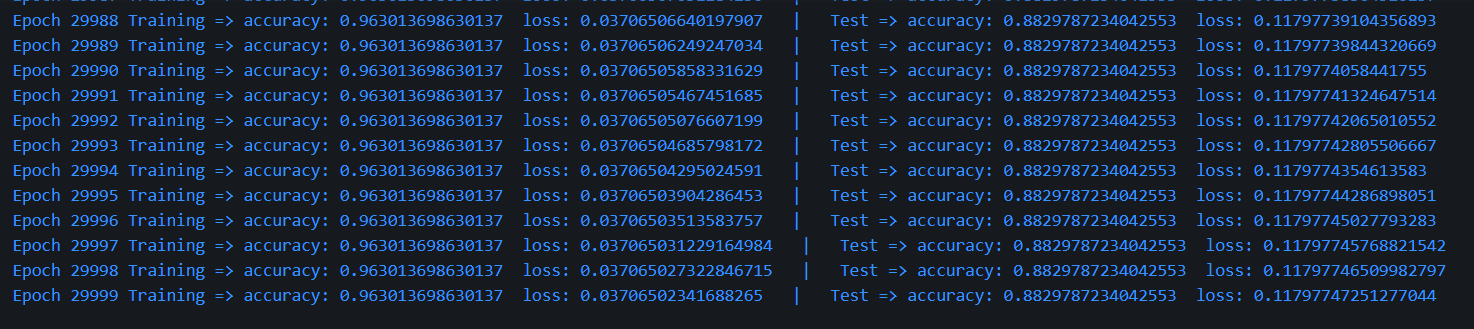 Epoch 29988 Training => accuracy: 0.963013698630137  loss: 0.03706506640197907   |   Test => accuracy: 0.8829787234042553  loss: 0.11797739104356893
Epoch 29989 Training => accuracy: 0.963013698630137  loss: 0.03706506249247034   |   Test => accuracy: 0.8829787234042553  loss: 0.11797739844320669
Epoch 29990 Training => accuracy: 0.963013698630137  loss: 0.03706505858331629   |   Test => accuracy: 0.8829787234042553  loss: 0.1179774058441755
Epoch 29991 Training => accuracy: 0.963013698630137  loss: 0.03706505467451685   |   Test => accuracy: 0.8829787234042553  loss: 0.11797741324647514
Epoch 29992 Training => accuracy: 0.963013698630137  loss: 0.03706505076607199   |   Test => accuracy: 0.8829787234042553  loss: 0.11797742065010552
Epoch 29993 Training => accuracy: 0.963013698630137  loss: 0.03706504685798172   |   Test => accuracy: 0.8829787234042553  loss: 0.11797742805506667
Epoch 29994 Training => accuracy: 0.963013698630137  loss: 0.03706504295024591   |   Test => accuracy: 0.8829787234042553  loss: 0.1179774354613583
Epoch 29995 Training => accuracy: 0.963013698630137  loss: 0.03706503904286453   |   Test => accuracy: 0.8829787234042553  loss: 0.11797744286898051
Epoch 29996 Training => accuracy: 0.963013698630137  loss: 0.03706503513583757   |   Test => accuracy: 0.8829787234042553  loss: 0.11797745027793283
Epoch 29997 Training => accuracy: 0.963013698630137  loss: 0.037065031229164984   |   Test => accuracy: 0.8829787234042553  loss: 0.11797745768821542
Epoch 29998 Training => accuracy: 0.963013698630137  loss: 0.037065027322846715   |   Test => accuracy: 0.8829787234042553  loss: 0.11797746509982797
Epoch 29999 Training => accuracy: 0.963013698630137  loss: 0.03706502341688265   |   Test => accuracy: 0.8829787234042553  loss: 0.11797747251277044